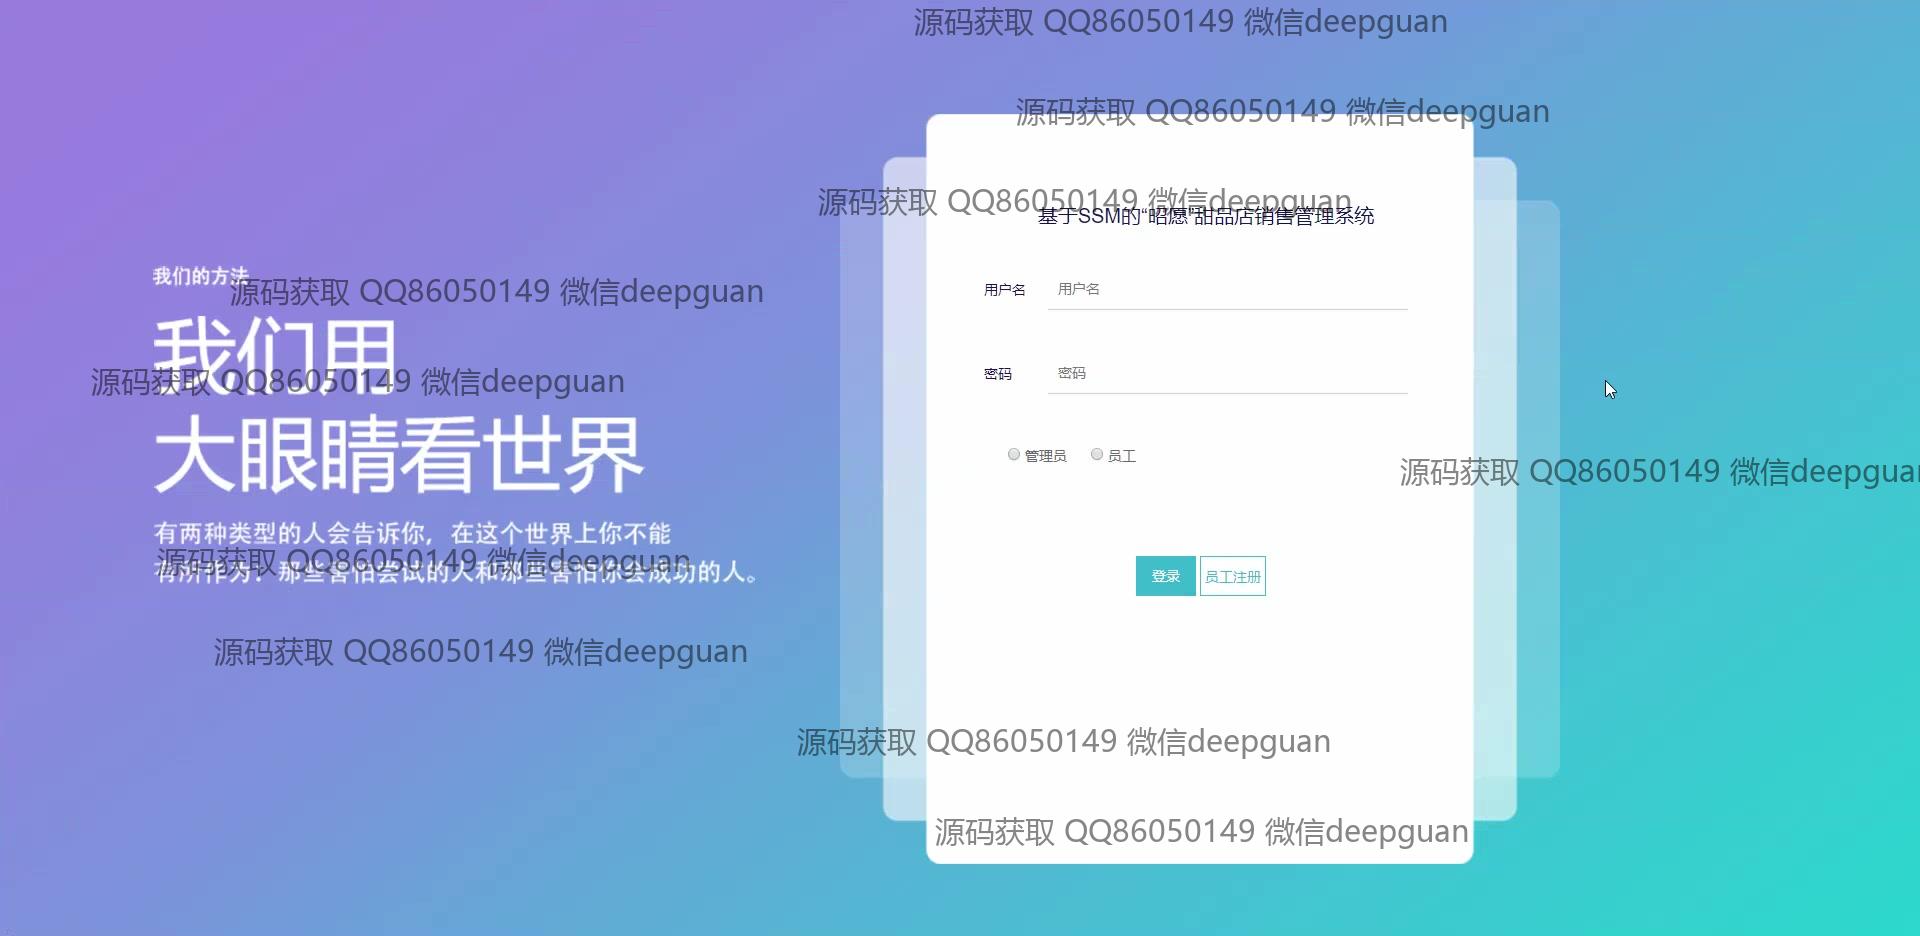 源码获取 QQ86050149 微信deepguan
源码获取 QQ86050149 微信deepguan
源码获取 QQ86050149 微信deepguan
基于SSM的“昭愿”甜品店销售管理系统
我们的方法
源码获取 QQ86050149 微信deepguan
用户名 用户名
我们用
源码获取 QQ86050149 微信deepguan
密码 密码
大眼睛看世界
管理员 员工
源码获取 QQ86050149 微信deepguan
有两种类型的人会告诉你，在这个世界上你不能
源码获取 QQ86050149 微信deepguan
有所作为：那些害怕尝试的人和那些害怕你会成功的人。
登录 员工注册
源码获取 QQ86050149 微信deepguan
源码获取 QQ86050149 微信deepguan
源码获取 QQ86050149 微信deepguan